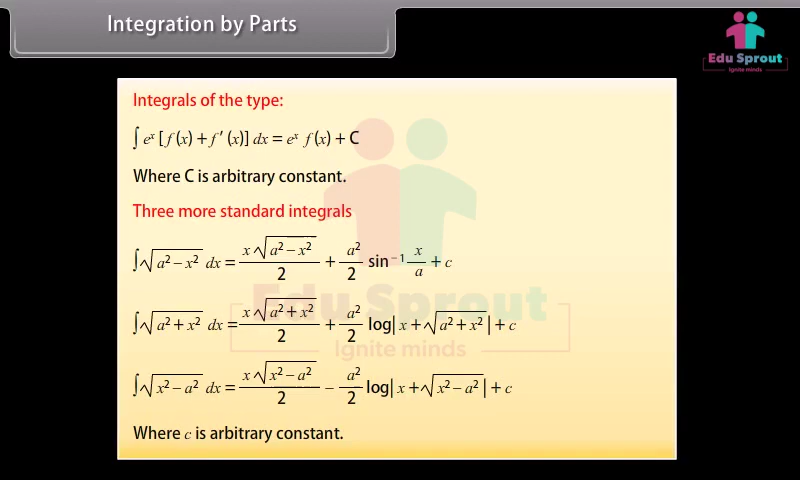 Integration by Parts
Edu Sprout
Ignite minds
Integrals of the type:
∫ eˣ [f(x) + f′(x)] dx = eˣ f(x) + C
Where C is arbitrary constant.
Three more standard integrals
∫√(a² – x²) dx = x√(a² – x²)/2 + a²/2 sin⁻¹ x/a + c
∫√(a² + x²) dx = x√(a² + x²)/2 + a²/2 log|x + √(a² + x²)| + c
∫√(x² – a²) dx = x√(x² – a²)/2 – a²/2 log|x + √(x² – a²)| + c
Where c is arbitrary constant.
Edu Sprout
Ignite minds